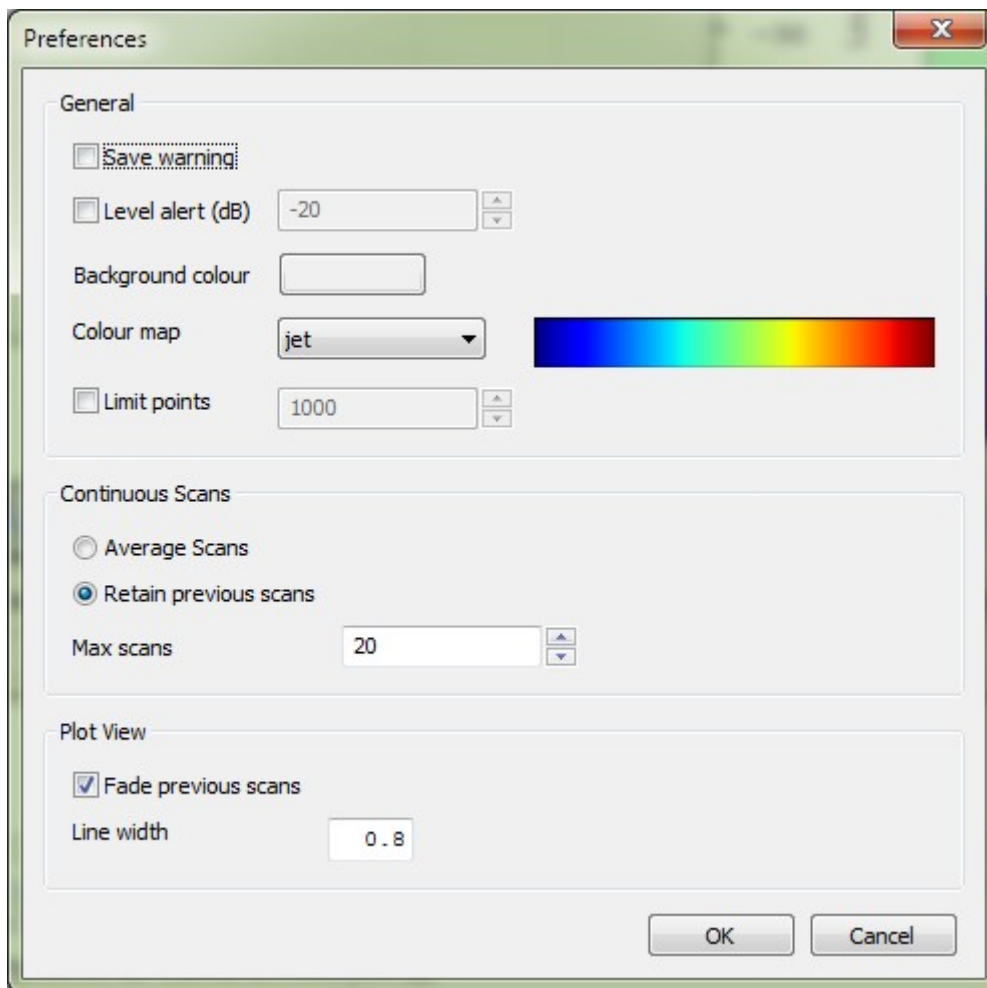 Preferences
General
Save warning
Level alert (dB) -20
Background colour
Colour map jet
Limit points 1000
Continuous Scans
Average Scans
Retain previous scans
Max scans 20
Plot View
Fade previous scans
Line width 0.8
OK Cancel